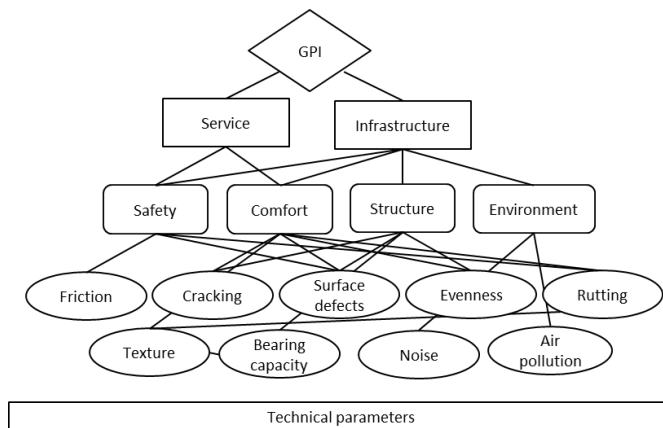 GPI
Service
Infrastructure
Safety
Comfort
Structure
Environment
Friction
Cracking
Surface
defects
Evenness
Rutting
Texture
Bearing
capacity
Noise
Air
pollution
Technical parameters